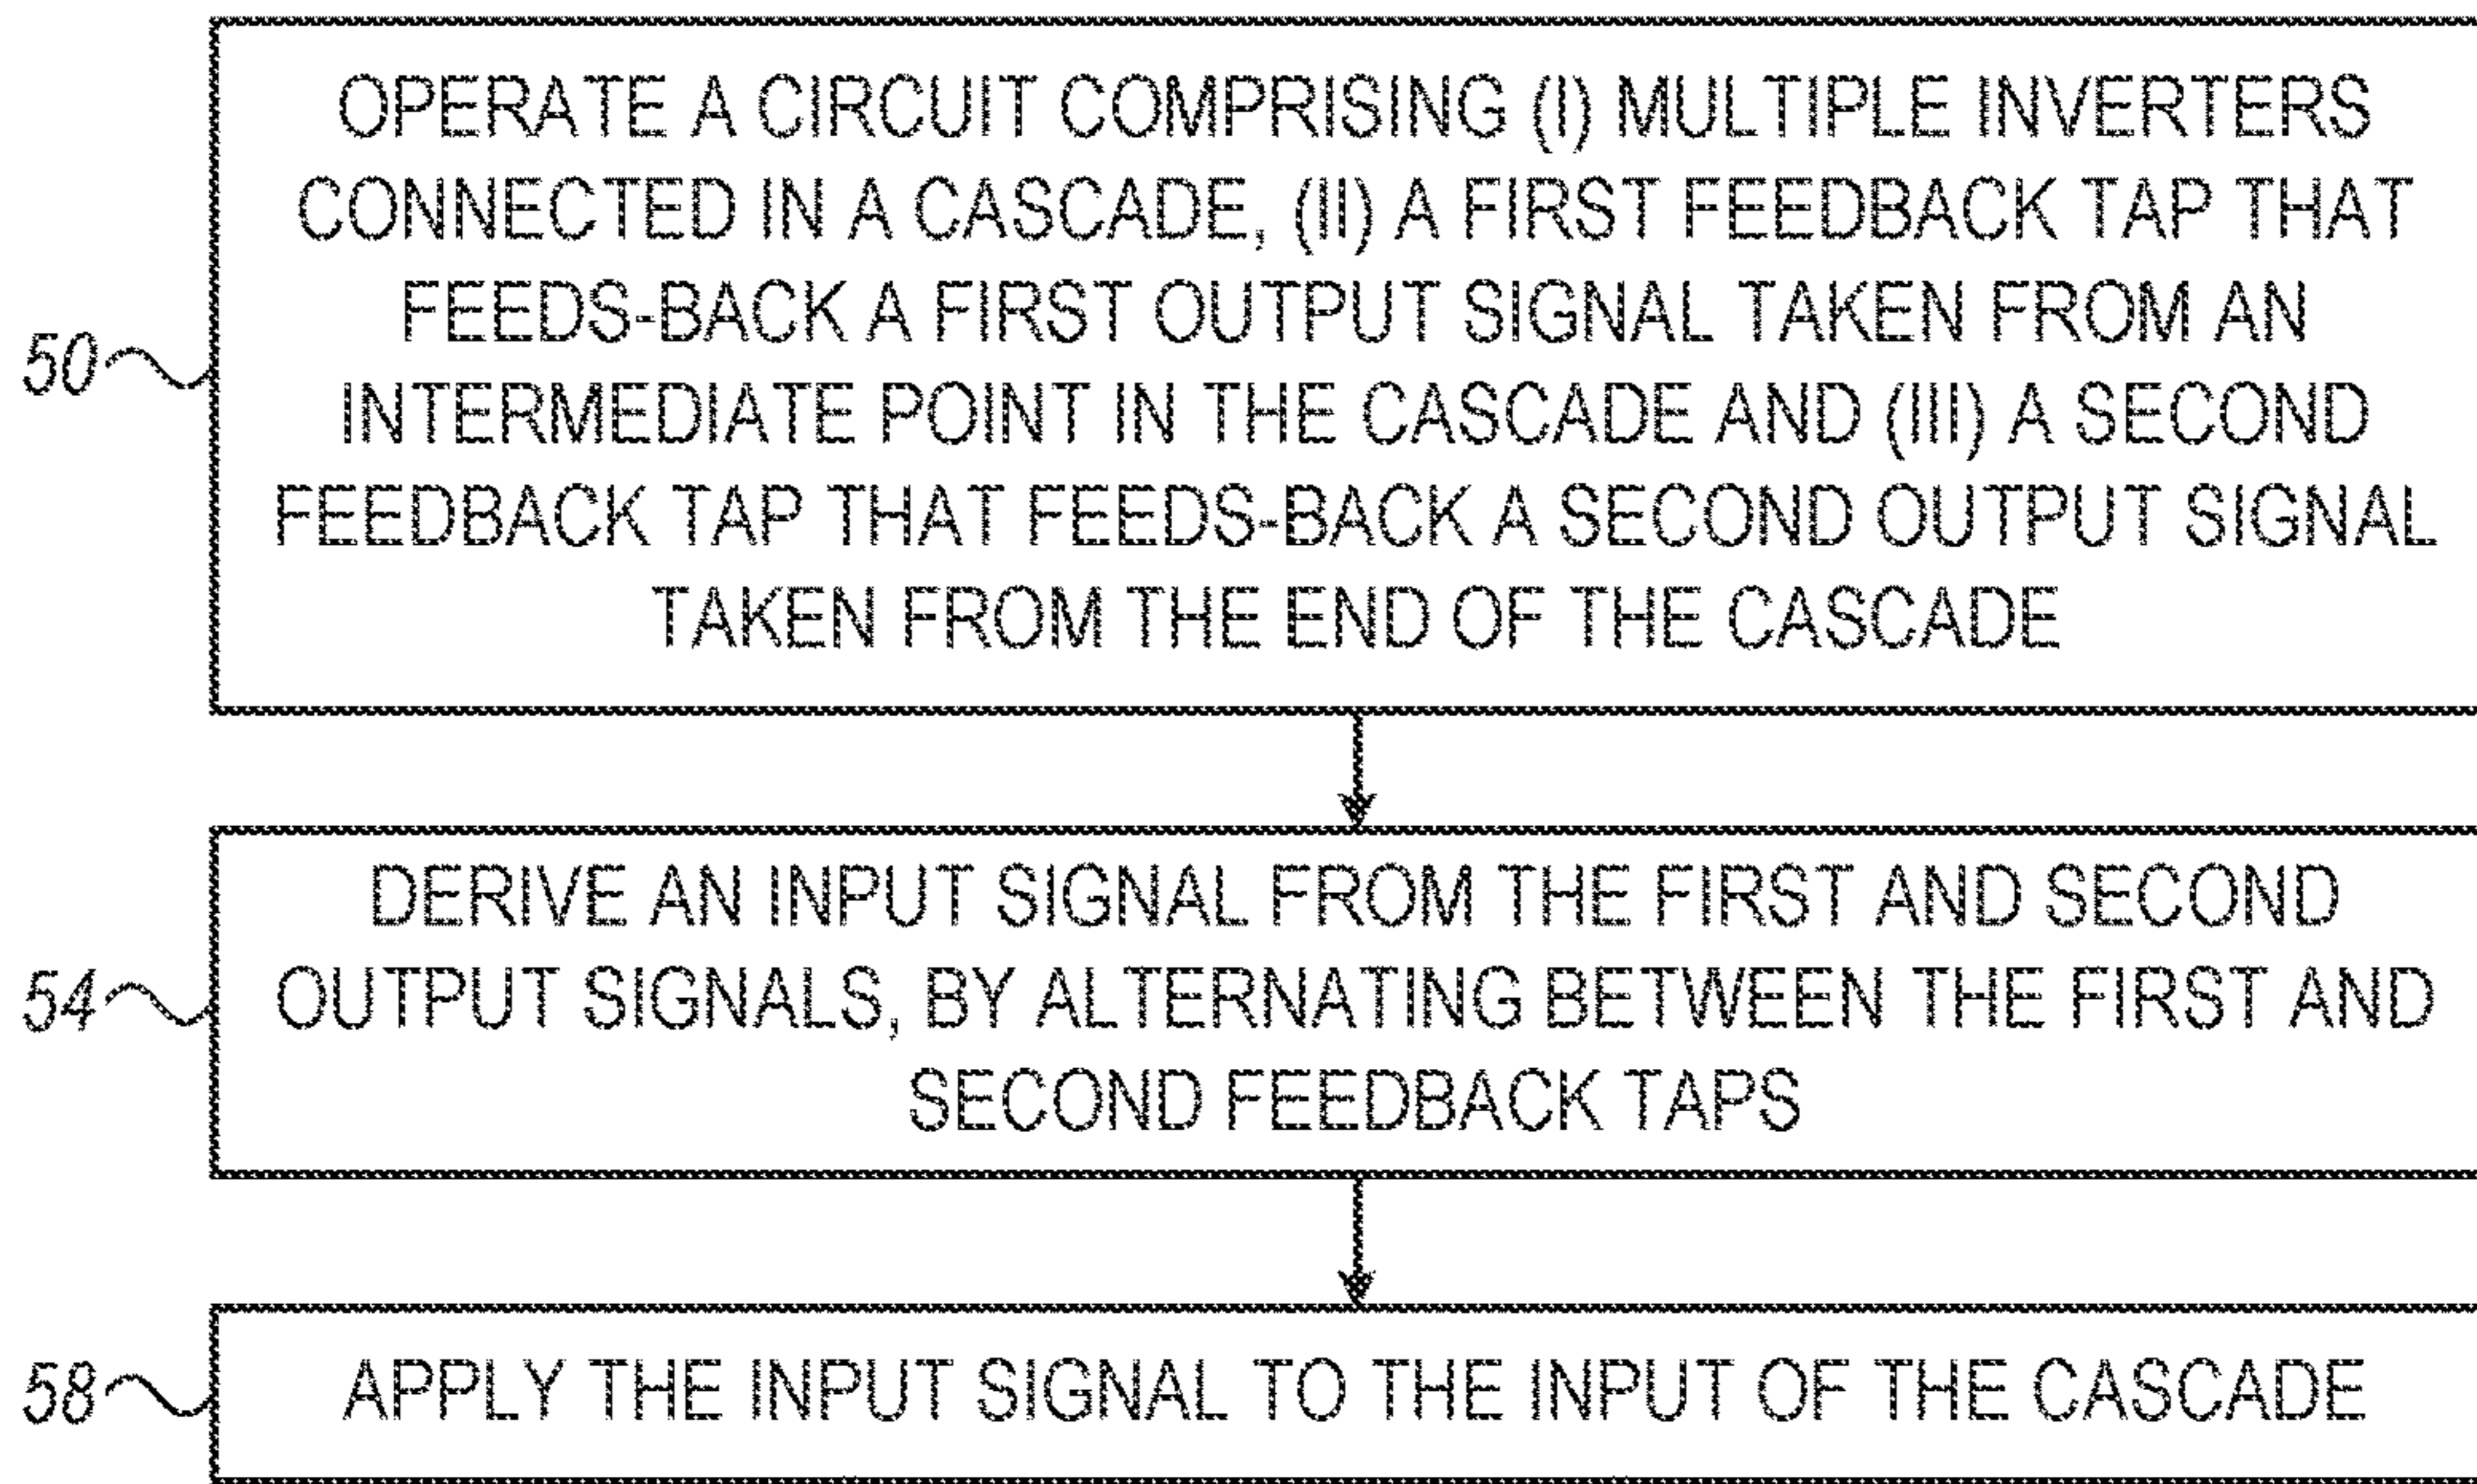 OPERATE A CIRCUIT COMPRISING (I) MULTIPLE INVERTERS
CONNECTED IN A CASCADE, (II) A FIRST FEEDBACK TAP THAT
FEEDS-BACK A FIRST OUTPUT SIGNAL TAKEN FROM AN
50
INTERMEDIATE POINT IN THE CASCADE AND (III) A SECOND
FEEDBACK TAP THAT FEEDS-BACK A SECOND OUTPUT SIGNAL
TAKEN FROM THE END OF THE CASCADE
DERIVE AN INPUT SIGNAL FROM THE FIRST AND SECOND
54
OUTPUT SIGNALS, BY ALTERNATING BETWEEN THE FIRST AND
SECOND FEEDBACK TAPS
58
APPLY THE INPUT SIGNAL TO THE INPUT OF THE CASCADE